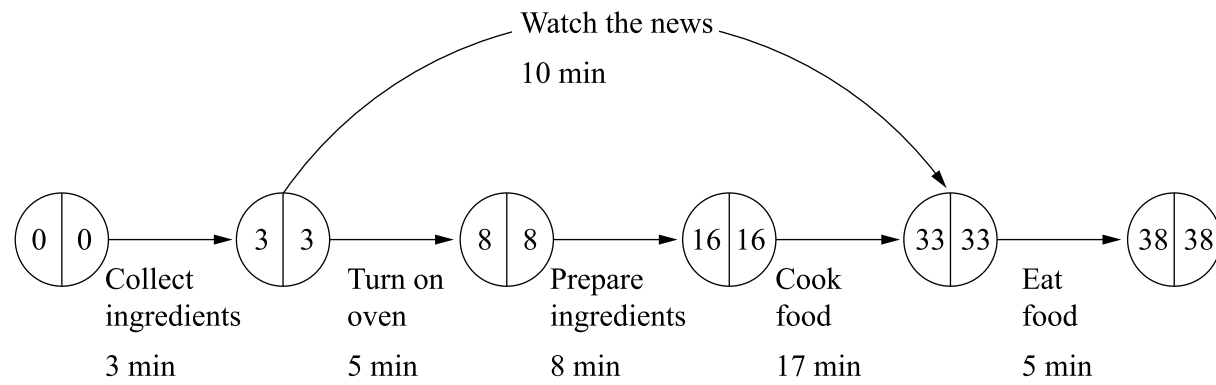 Watch the news
10 min
0 0
3 3
8 8
16 16
33 33
38 38
Collect
ingredients
3 min
Turn on
oven
5 min
Prepare
ingredients
8 min
Cook
food
17 min
Eat
food
5 min